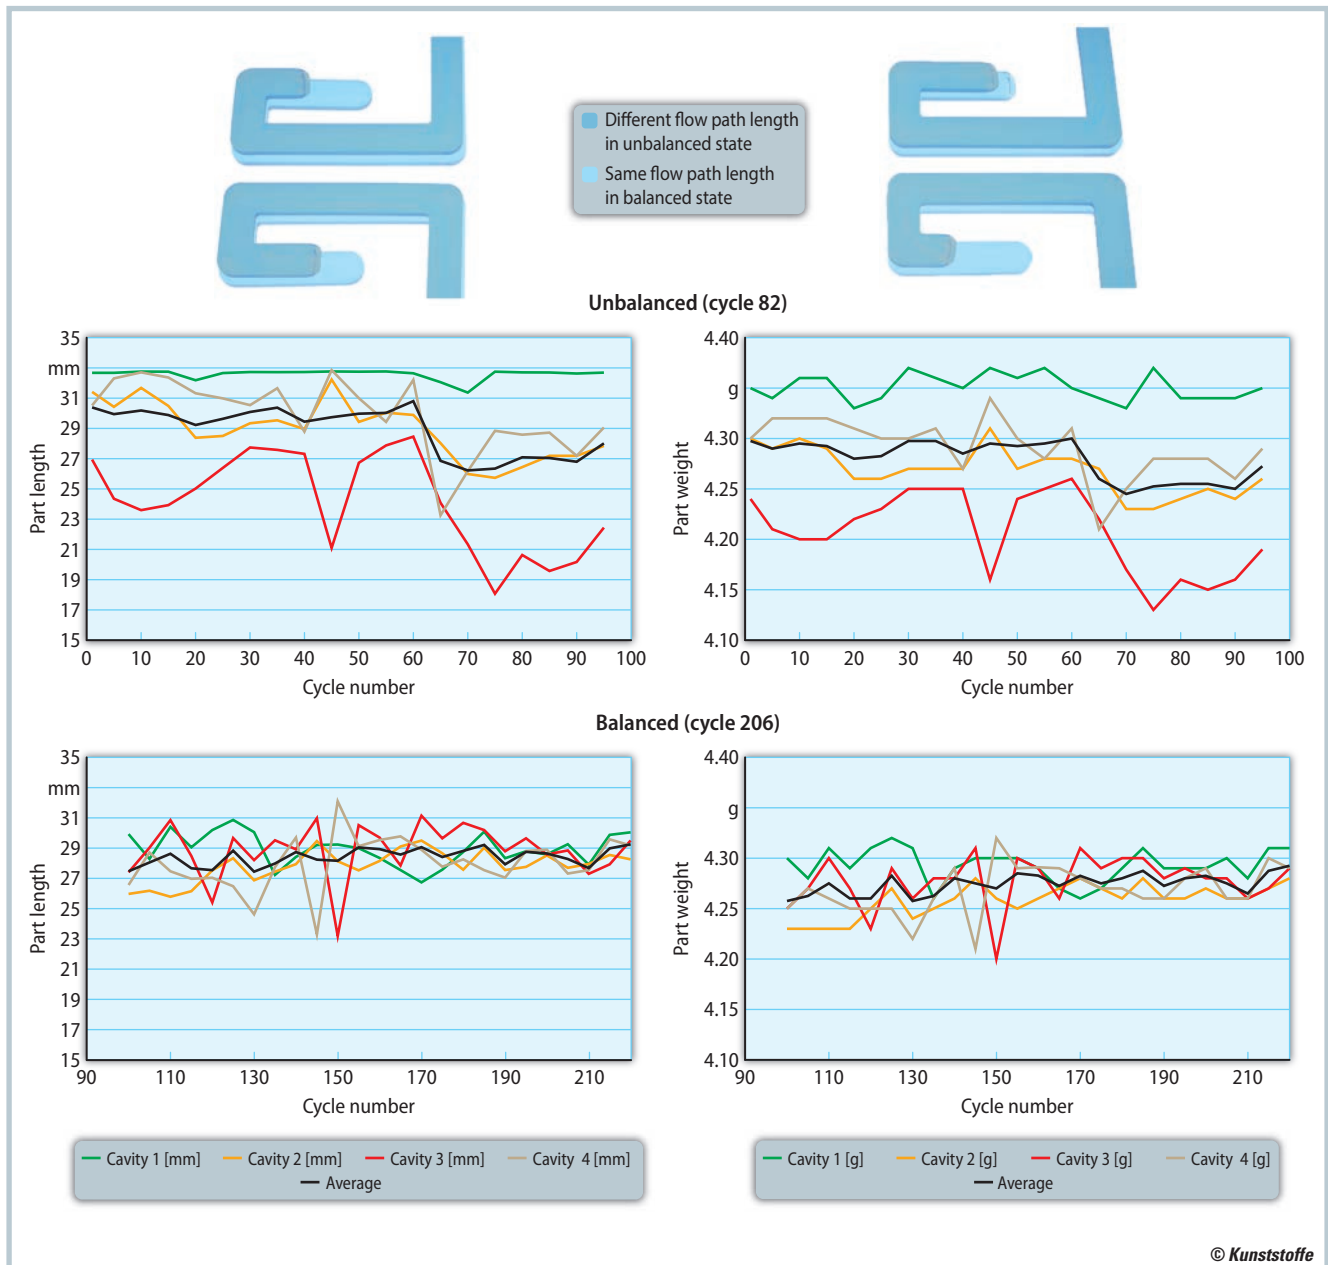 Different flow path length
in unbalanced state
Same flow path length
in balanced state
Unbalanced (cycle 82)
35
mm
31
29
27
25
23
21
19
17
15
Part length
0 10 20 30 40 50 60 70 80 90 100
Cycle number
4.40
g
4.30
4.25
4.20
4.15
4.10
Part weight
0 10 20 30 40 50 60 70 80 90 100
Cycle number
Balanced (cycle 206)
35
mm
31
29
27
25
23
21
19
17
15
Part length
90 110 130 150 170 190 210
Cycle number
4.40
g
4.30
4.25
4.20
4.15
4.10
Part weight
90 110 130 150 170 190 210
Cycle number
Cavity 1 [mm] Cavity 2 [mm] Cavity 3 [mm] Cavity 4 [mm]
Average
Cavity 1 [g] Cavity 2 [g] Cavity 3 [g] Cavity 4 [g]
Average
© Kunststoffe